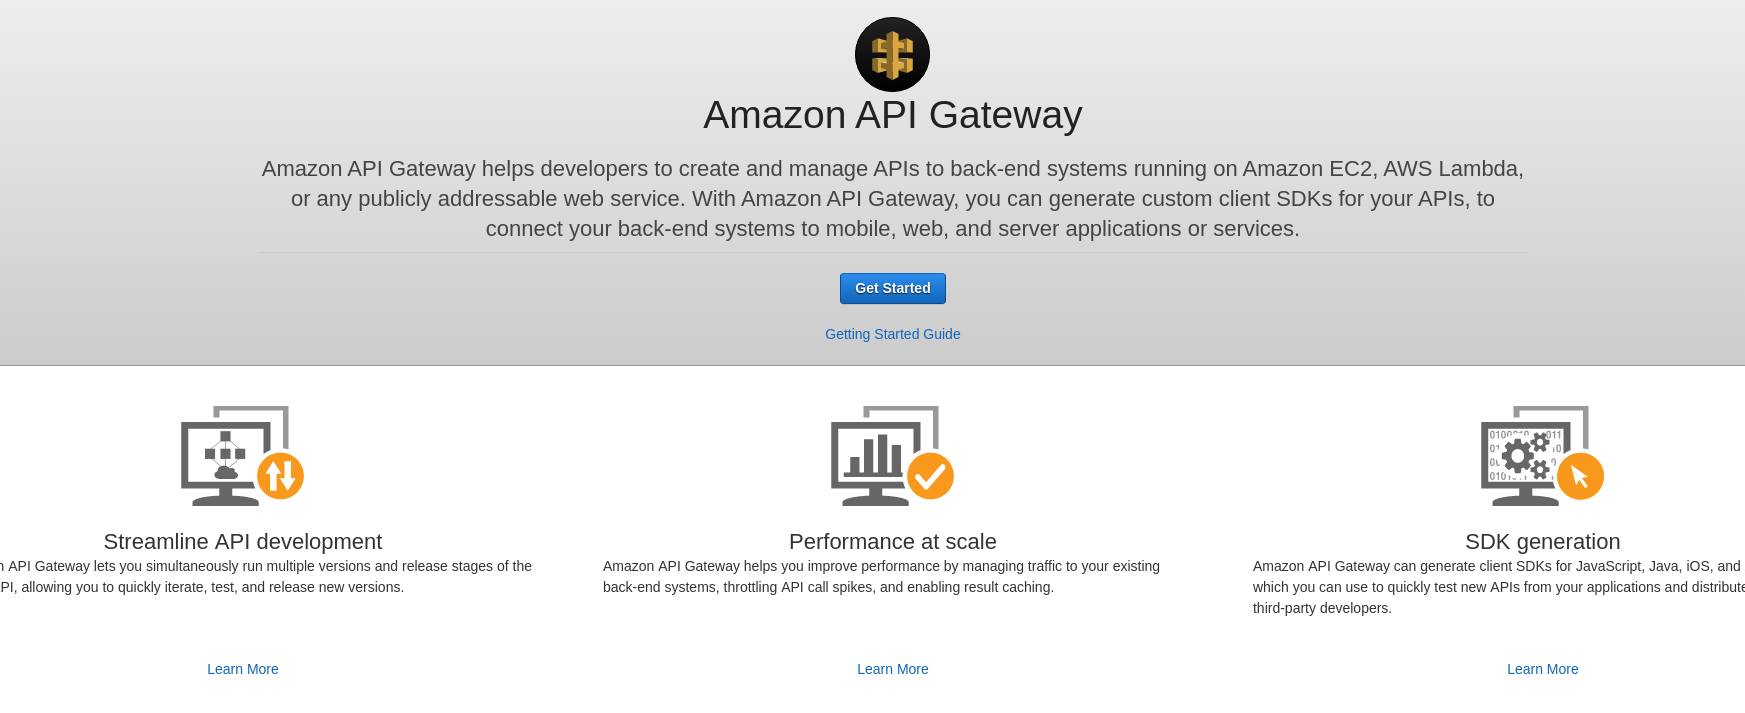 Amazon API Gateway
Amazon API Gateway helps developers to create and manage APIs to back-end systems running on Amazon EC2, AWS Lambda,
or any publicly addressable web service. With Amazon API Gateway, you can generate custom client SDKs for your APIs, to
connect your back-end systems to mobile, web, and server applications or services.
Get Started
Getting Started Guide
Streamline API development
API Gateway lets you simultaneously run multiple versions and release stages of the
PI, allowing you to quickly iterate, test, and release new versions.
Learn More
Performance at scale
Amazon API Gateway helps you improve performance by managing traffic to your existing
back-end systems, throttling API call spikes, and enabling result caching.
Learn More
SDK generation
Amazon API Gateway can generate client SDKs for JavaScript, Java, iOS, and
which you can use to quickly test new APIs from your applications and distribute
third-party developers.
Learn More